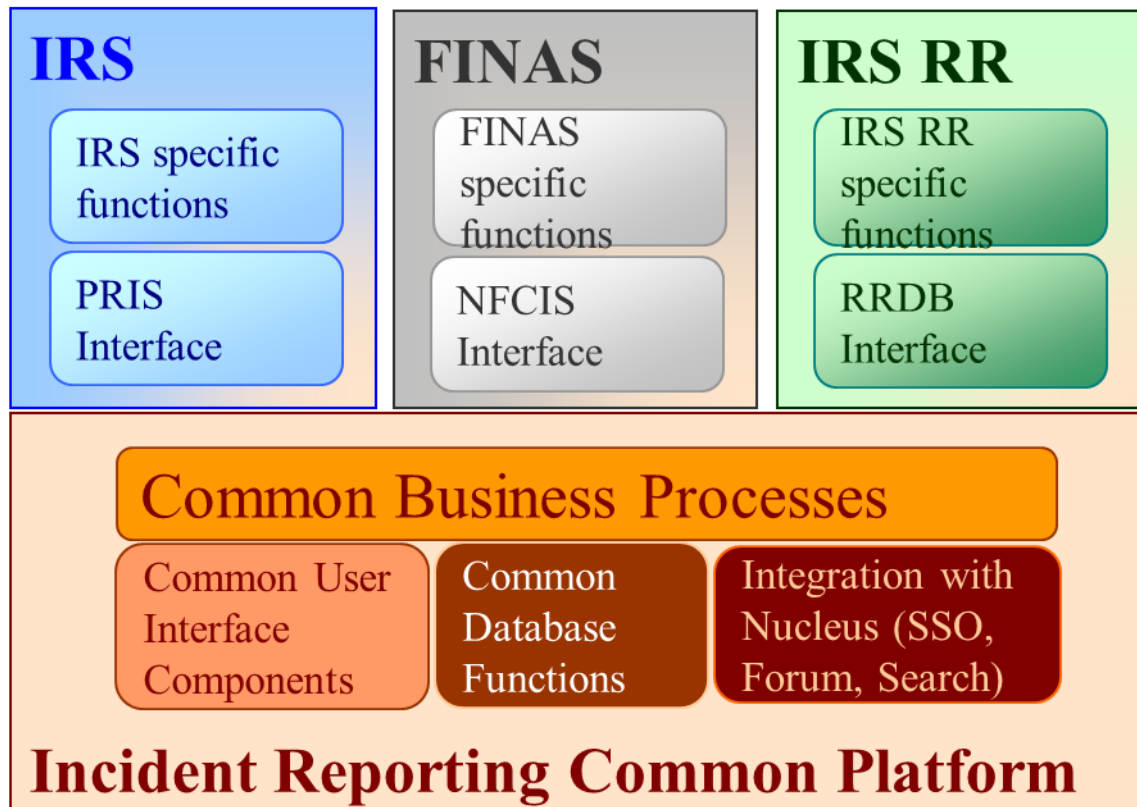 IRS
IRS specific
functions
PRIS
Interface
FINAS
FINAS
specific
functions
NFCIS
Interface
IRS RR
IRS RR
specific
functions
RRDB
Interface
Common Business Processes
Common User
Interface
Components
Common
Database
Functions
Integration with
Nucleus (SSO,
Forum, Search)
Incident Reporting Common Platform